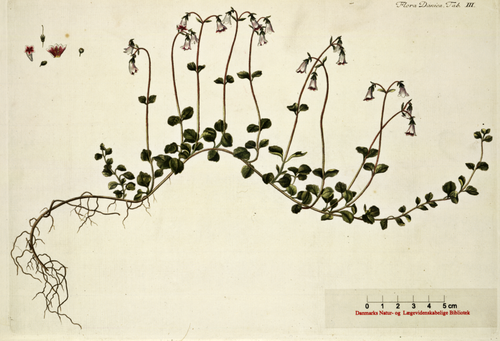 Flora Danica, Tab. III.
0 1 2 3 4 5 cm
Danmarks Natur- og Lægevidenskabelige Bibliotek